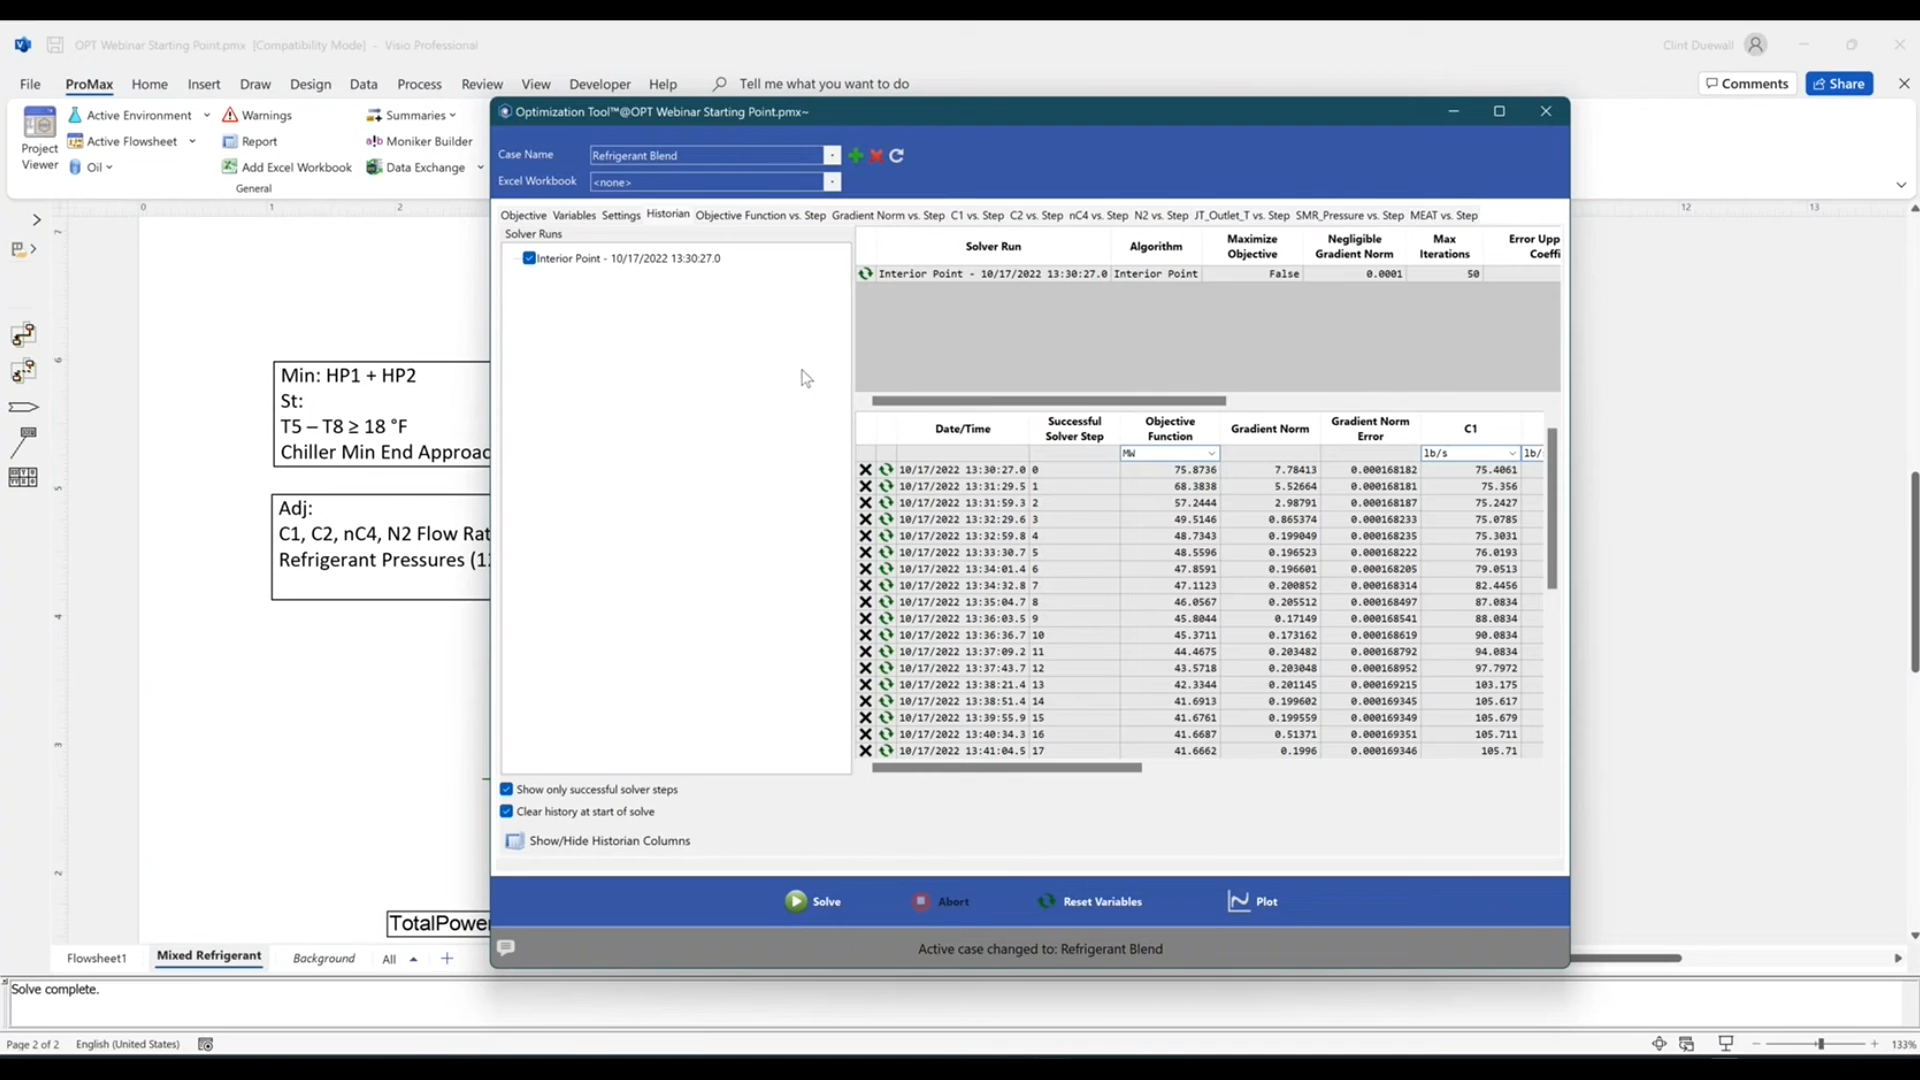 OPT Webinar Starting Point.pmx [Compatibility Mode] - Visio Professional
Clint Duewall
File ProMax Home Insert Draw Design Data Process Review View Developer Help Tell me what you want to do
Comments Share
Project Viewer
Active Environment
Active Flowsheet
Oil
Warnings
Report
Add Excel Workbook
Summaries
Moniker Builder
Data Exchange
General
Optimization Tool™@OPT Webinar Starting Point.pmx~
Case Name Refrigerant Blend
Excel Workbook <none>
Objective Variables Settings Historian Objective Function vs. Step Gradient Norm vs. Step C1 vs. Step C2 vs. Step nC4 vs. Step N2 vs. Step JT_Outlet_T vs. Step SMR_Pressure vs. Step MEAT vs. Step
Solver Runs
Interior Point - 10/17/2022 13:30:27.0
Solver Run Algorithm Maximize Objective Negligible Gradient Norm Max Iterations Error Upp Coeffi
Interior Point - 10/17/2022 13:30:27.0 Interior Point False 0.0001 50
Date/Time Successful Solver Step Objective Function Gradient Norm Gradient Norm Error C1
MW lb/s lb/
10/17/2022 13:30:27.0 0 75.8736 7.78413 0.000168182 75.4061
10/17/2022 13:31:29.5 1 68.3838 5.52664 0.000168181 75.356
10/17/2022 13:31:59.3 2 57.2444 2.98791 0.000168187 75.2427
10/17/2022 13:32:29.6 3 49.5146 0.865374 0.000168233 75.0785
10/17/2022 13:32:59.8 4 48.7343 0.199049 0.000168235 75.3031
10/17/2022 13:33:30.7 5 48.5596 0.196523 0.000168222 76.0193
10/17/2022 13:34:01.4 6 47.8591 0.196601 0.000168205 79.0513
10/17/2022 13:34:32.8 7 47.1123 0.200852 0.000168314 82.4456
10/17/2022 13:35:04.7 8 46.0567 0.205512 0.000168497 87.0834
10/17/2022 13:36:03.5 9 45.8044 0.17149 0.000168541 88.0834
10/17/2022 13:36:36.7 10 45.3711 0.173162 0.000168619 90.0834
10/17/2022 13:37:09.2 11 44.4675 0.203482 0.000168792 94.0834
10/17/2022 13:37:43.7 12 43.5718 0.203048 0.000168952 97.7972
10/17/2022 13:38:21.4 13 42.3344 0.201145 0.000169215 103.175
10/17/2022 13:38:51.4 14 41.6913 0.199602 0.000169345 105.617
10/17/2022 13:39:55.9 15 41.6761 0.199559 0.000169349 105.679
10/17/2022 13:40:34.3 16 41.6687 0.51371 0.000169351 105.711
10/17/2022 13:41:04.5 17 41.6662 0.1996 0.000169346 105.71
Show only successful solver steps
Clear history at start of solve
Show/Hide Historian Columns
Solve Abort Reset Variables Plot
Active case changed to: Refrigerant Blend
0 1 2 12 13
7 6 5 4 3 2
Min: HP1 + HP2
St:
T5 – T8 ≥ 18 °F
Chiller Min End Approac
Adj:
C1, C2, nC4, N2 Flow Rat
Refrigerant Pressures (1
TotalPower
Flowsheet1 Mixed Refrigerant Background All
Solve complete.
Page 2 of 2 English (United States) 133%